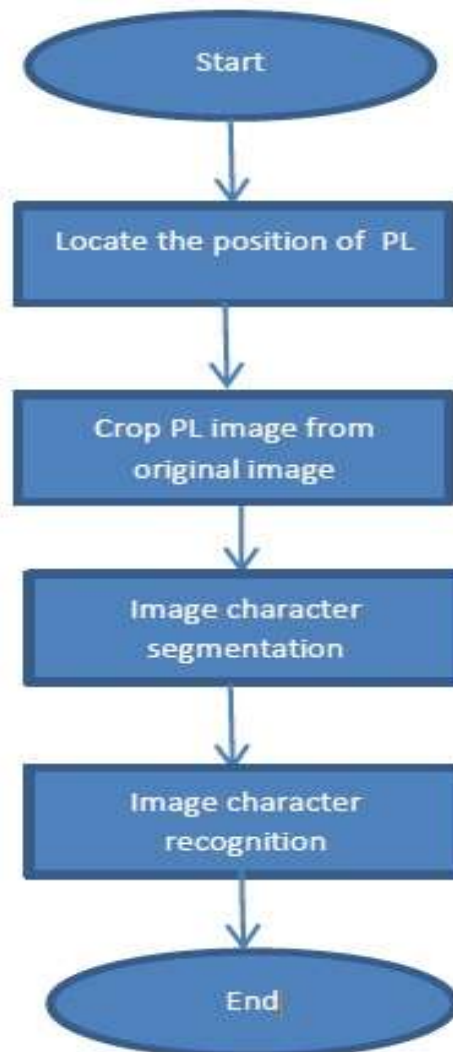 Start
Locate the position of PL
Crop PL image from
original image
Image character
segmentation
Image character
recognition
End